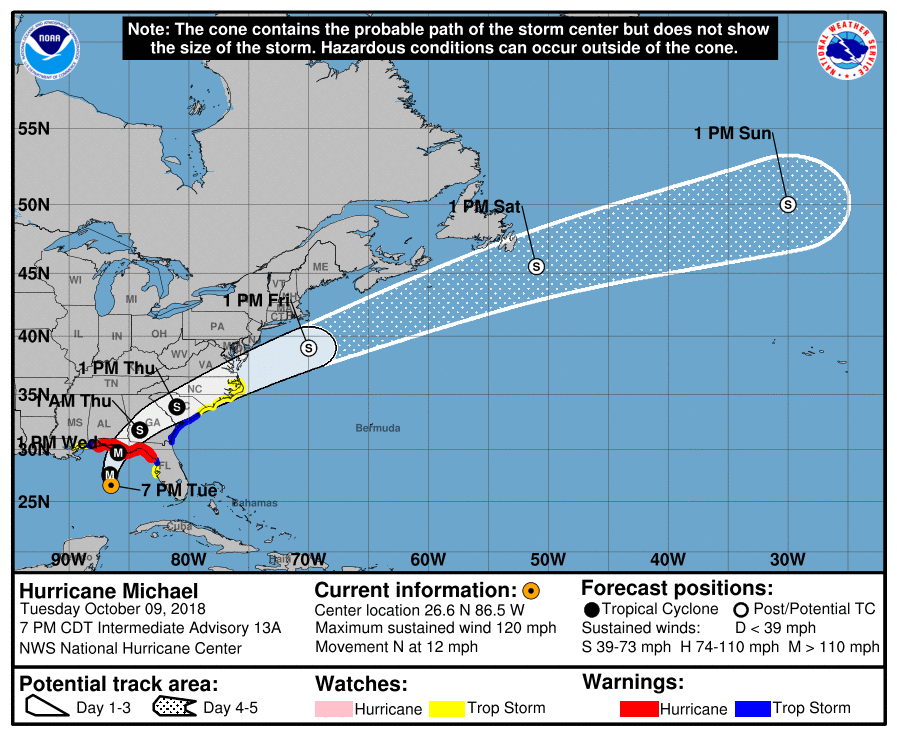 Note: The cone contains the probable path of the storm center but does not show
the size of the storm. Hazardous conditions can occur outside of the cone.
NOAA
NATIONAL WEATHER SERVICE
55N
1 PM Sun
50N
1 PM Sat
45N
ME
WI
VT
MI
1 PM Fri
CT
40N
IL
IN
OH
PA
WV
VA
1 PM Thu
TN
NC
35N
AM Thu
MS
AL
GA
Bermuda
1 PM Wed
30N
FL
7 PM Tue
25N
Bahamas
Cuba
90W
80W
70W
60W
50W
40W
30W
S
S
S
S
S
M
M
Hurricane Michael
Tuesday October 09, 2018
7 PM CDT Intermediate Advisory 13A
NWS National Hurricane Center
Current information:
Center location 26.6 N 86.5 W
Maximum sustained wind 120 mph
Movement N at 12 mph
Forecast positions:
Tropical Cyclone Post/Potential TC
Sustained winds: D < 39 mph
S 39-73 mph H 74-110 mph M > 110 mph
Potential track area:
Day 1-3 Day 4-5
Watches:
Hurricane Trop Storm
Warnings:
Hurricane Trop Storm